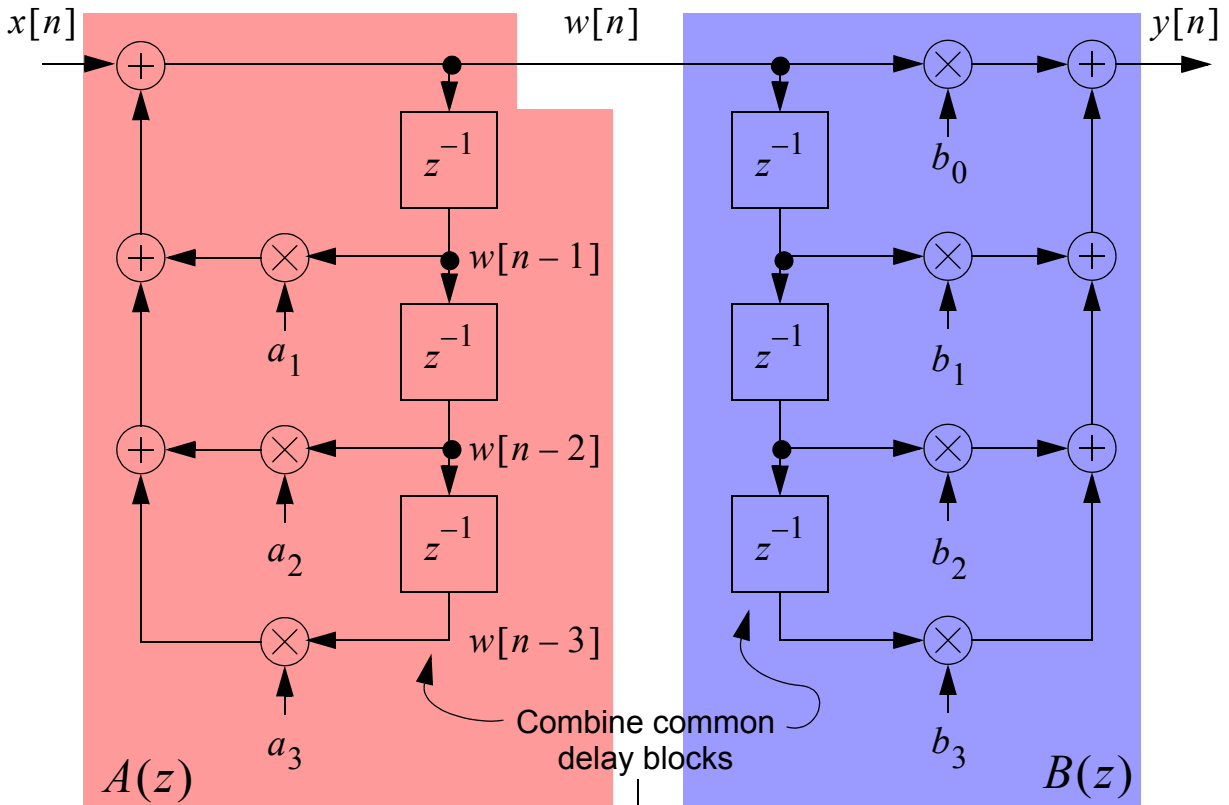 x[n] w[n] y[n]
z^{-1} z^{-1} b_0
w[n – 1]
a_1 z^{-1} z^{-1} b_1
w[n – 2]
a_2 z^{-1} z^{-1} b_2
w[n – 3]
a_3 Combine common b_3
delay blocks
A(z) B(z)